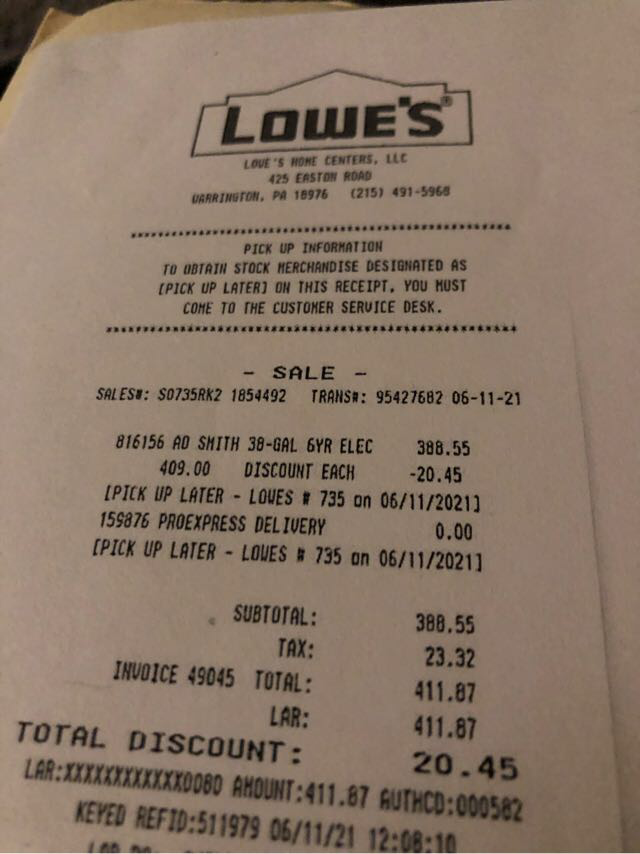 LOWE'S®
LOWE'S HOME CENTERS, LLC
425 EASTON ROAD
WARRINGTON, PA 18976 (215) 491-5968
****************************************************
PICK UP INFORMATION
TO OBTAIN STOCK MERCHANDISE DESIGNATED AS
[PICK UP LATER] ON THIS RECEIPT, YOU MUST
COME TO THE CUSTOMER SERVICE DESK.
****************************************************
- SALE -
SALES#: S0735RK2 1854492 TRANS#: 95427682 06-11-21
816156 AO SMITH 38-GAL 6YR ELEC 388.55
409.00 DISCOUNT EACH -20.45
[PICK UP LATER - LOWES # 735 on 06/11/2021]
159876 PROEXPRESS DELIVERY 0.00
[PICK UP LATER - LOWES # 735 on 06/11/2021]
SUBTOTAL: 388.55
TAX: 23.32
INVOICE 49045 TOTAL: 411.87
LAR: 411.87
TOTAL DISCOUNT: 20.45
LAR:XXXXXXXXXXXX0080 AMOUNT:411.87 AUTHCD:000582
KEYED REFID:511979 06/11/21 12:08:10